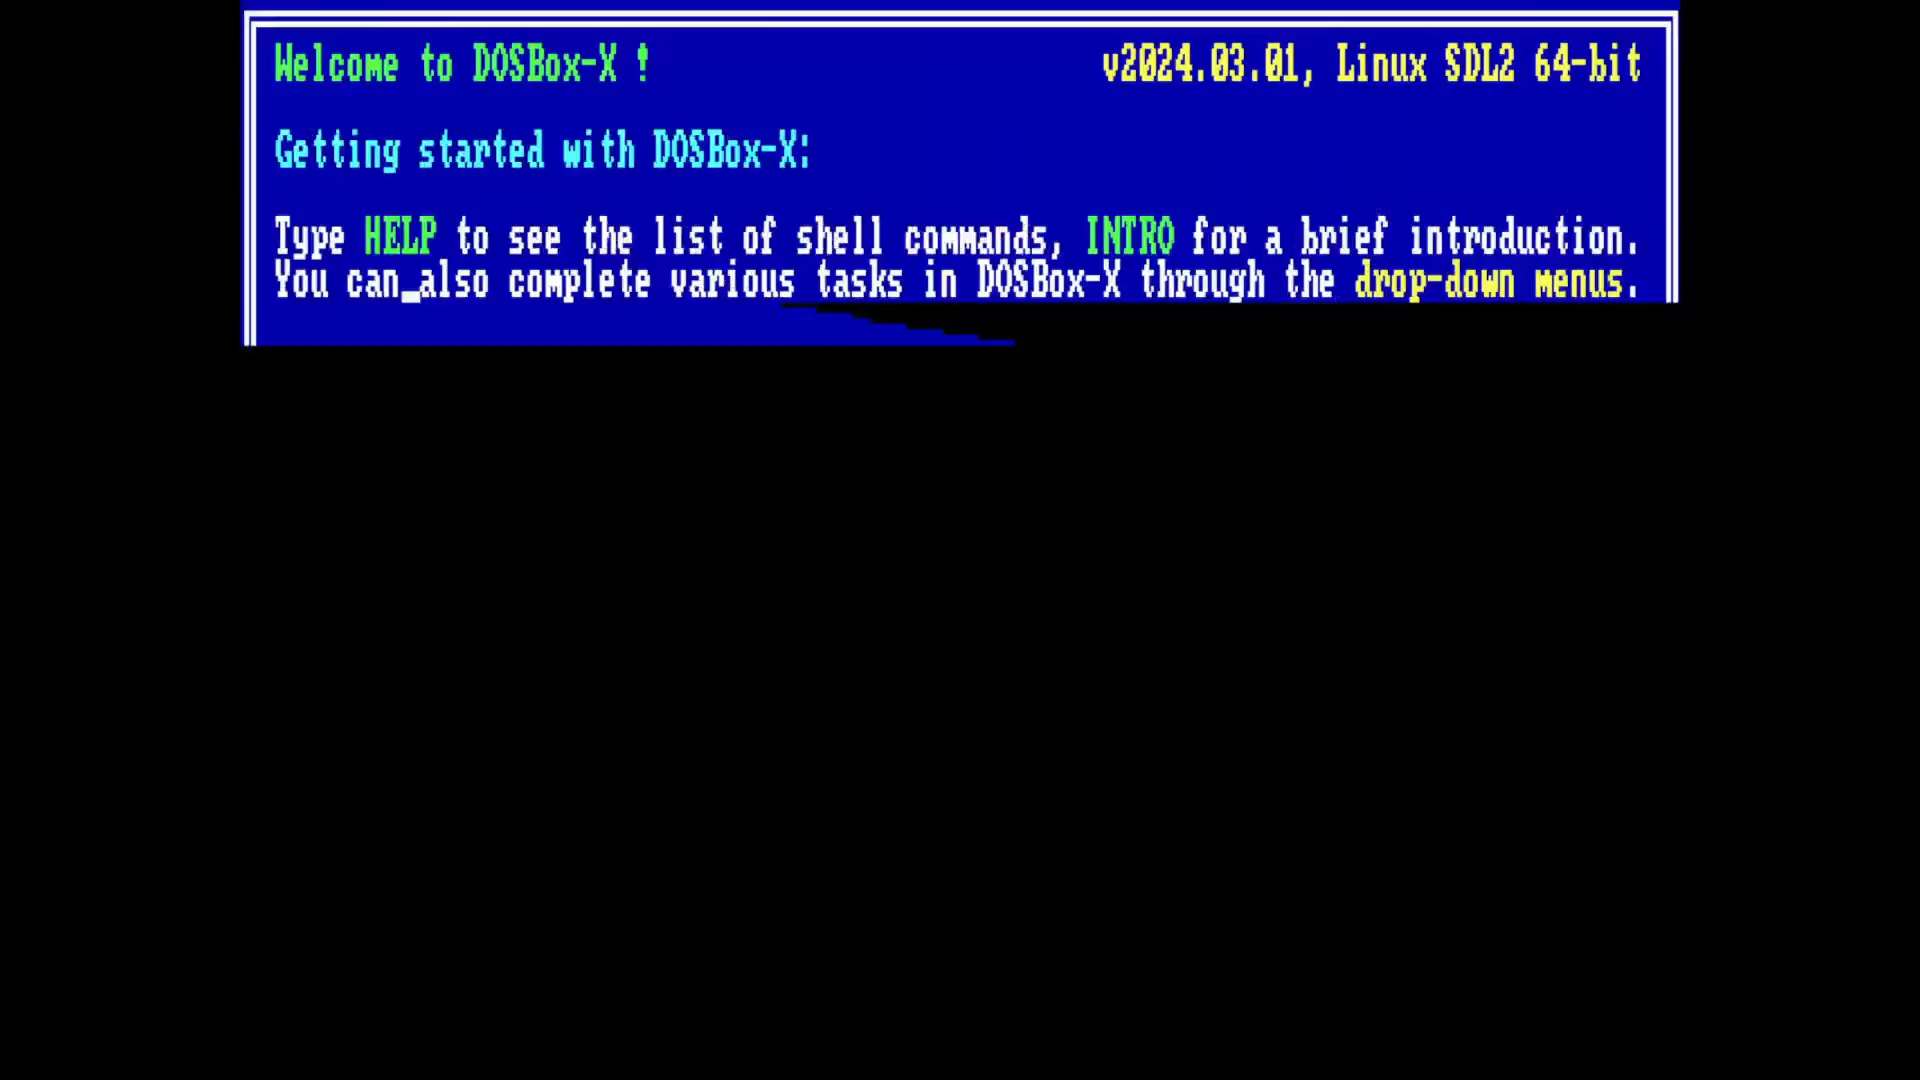 Welcome to DOSBox-X ! v2024.03.01, Linux SDL2 64-bit
Getting started with DOSBox-X:
Type HELP to see the list of shell commands, INTRO for a brief introduction.
You can_also complete various tasks in DOSBox-X through the drop-down menus.